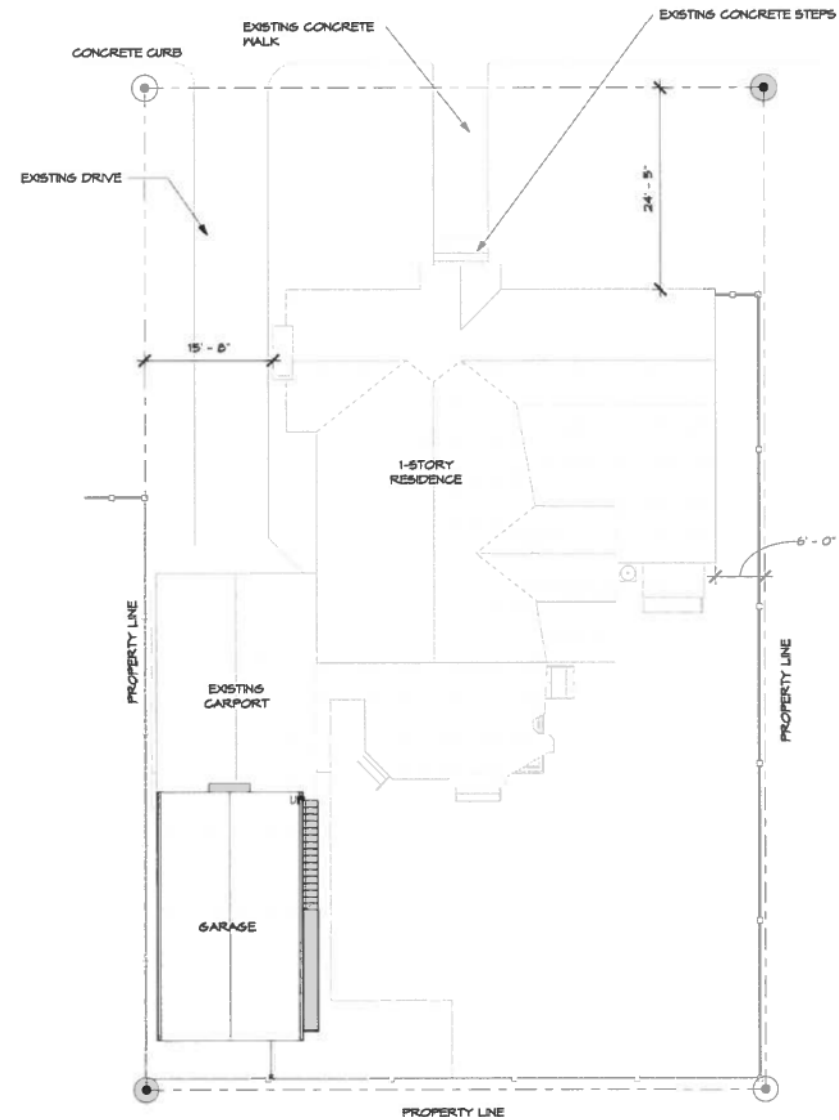 EXISTING CONCRETE STEPS
EXISTING CONCRETE
WALK
CONCRETE CURB
EXISTING DRIVE
24' - 5"
15' - 8"
1-STORY
RESIDENCE
6' - 0"
PROPERTY LINE
PROPERTY LINE
EXISTING
CARPORT
UP
GARAGE
PROPERTY LINE